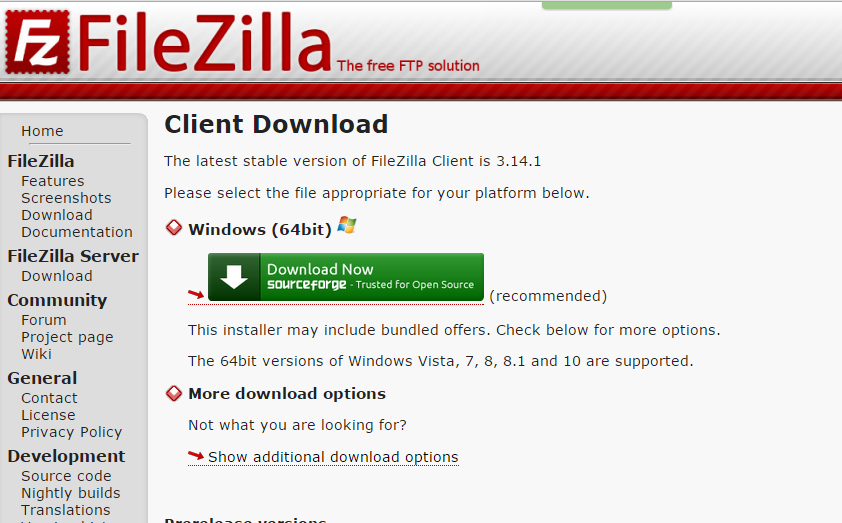 Fz FileZilla The free FTP solution
Home
FileZilla
Features
Screenshots
Download
Documentation
FileZilla Server
Download
Community
Forum
Project page
Wiki
General
Contact
License
Privacy Policy
Development
Source code
Nightly builds
Translations
Client Download
The latest stable version of FileZilla Client is 3.14.1
Please select the file appropriate for your platform below.
Windows (64bit)
Download Now
sourceforge - Trusted for Open Source
(recommended)
This installer may include bundled offers. Check below for more options.
The 64bit versions of Windows Vista, 7, 8, 8.1 and 10 are supported.
More download options
Not what you are looking for?
Show additional download options
Prerelease versions